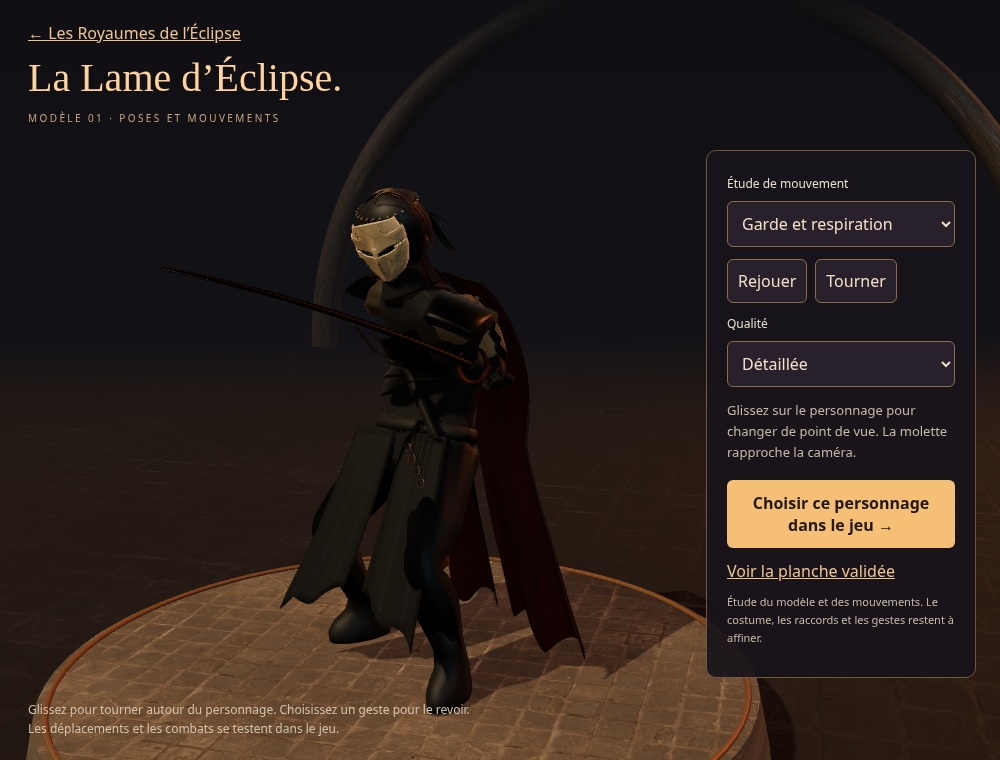 ← Les Royaumes de l’Éclipse
La Lame d’Éclipse.
MODÈLE 01 · POSES ET MOUVEMENTS
Étude de mouvement
Garde et respiration
Rejouer
Tourner
Qualité
Détaillée
Glissez sur le personnage pour
changer de point de vue. La molette
rapproche la caméra.
Choisir ce personnage
dans le jeu →
Voir la planche validée
Étude du modèle et des mouvements. Le
costume, les raccords et les gestes restent à
affiner.
Glissez pour tourner autour du personnage. Choisissez un geste pour le revoir.
Les déplacements et les combats se testent dans le jeu.